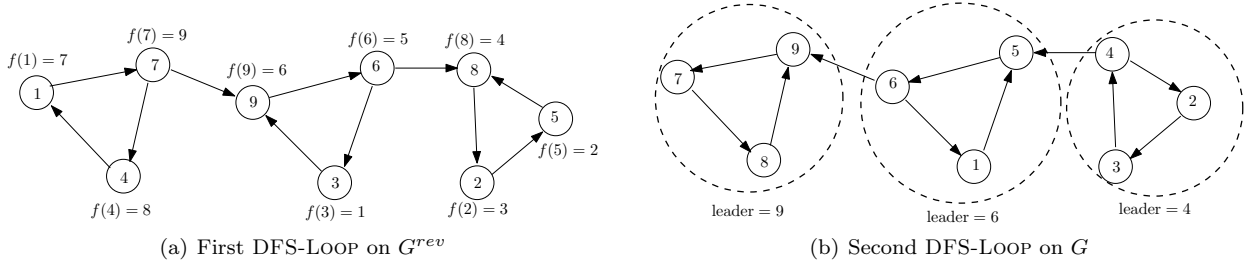 f(7) = 9
f(1) = 7
f(6) = 5
f(8) = 4
f(9) = 6
1
7
9
6
8
5
4
3
2
f(5) = 2
f(4) = 8
f(3) = 1
f(2) = 3
(a) First DFS-LOOP on G^{rev}
7
9
8
6
5
1
4
2
3
leader = 9
leader = 6
leader = 4
(b) Second DFS-LOOP on G